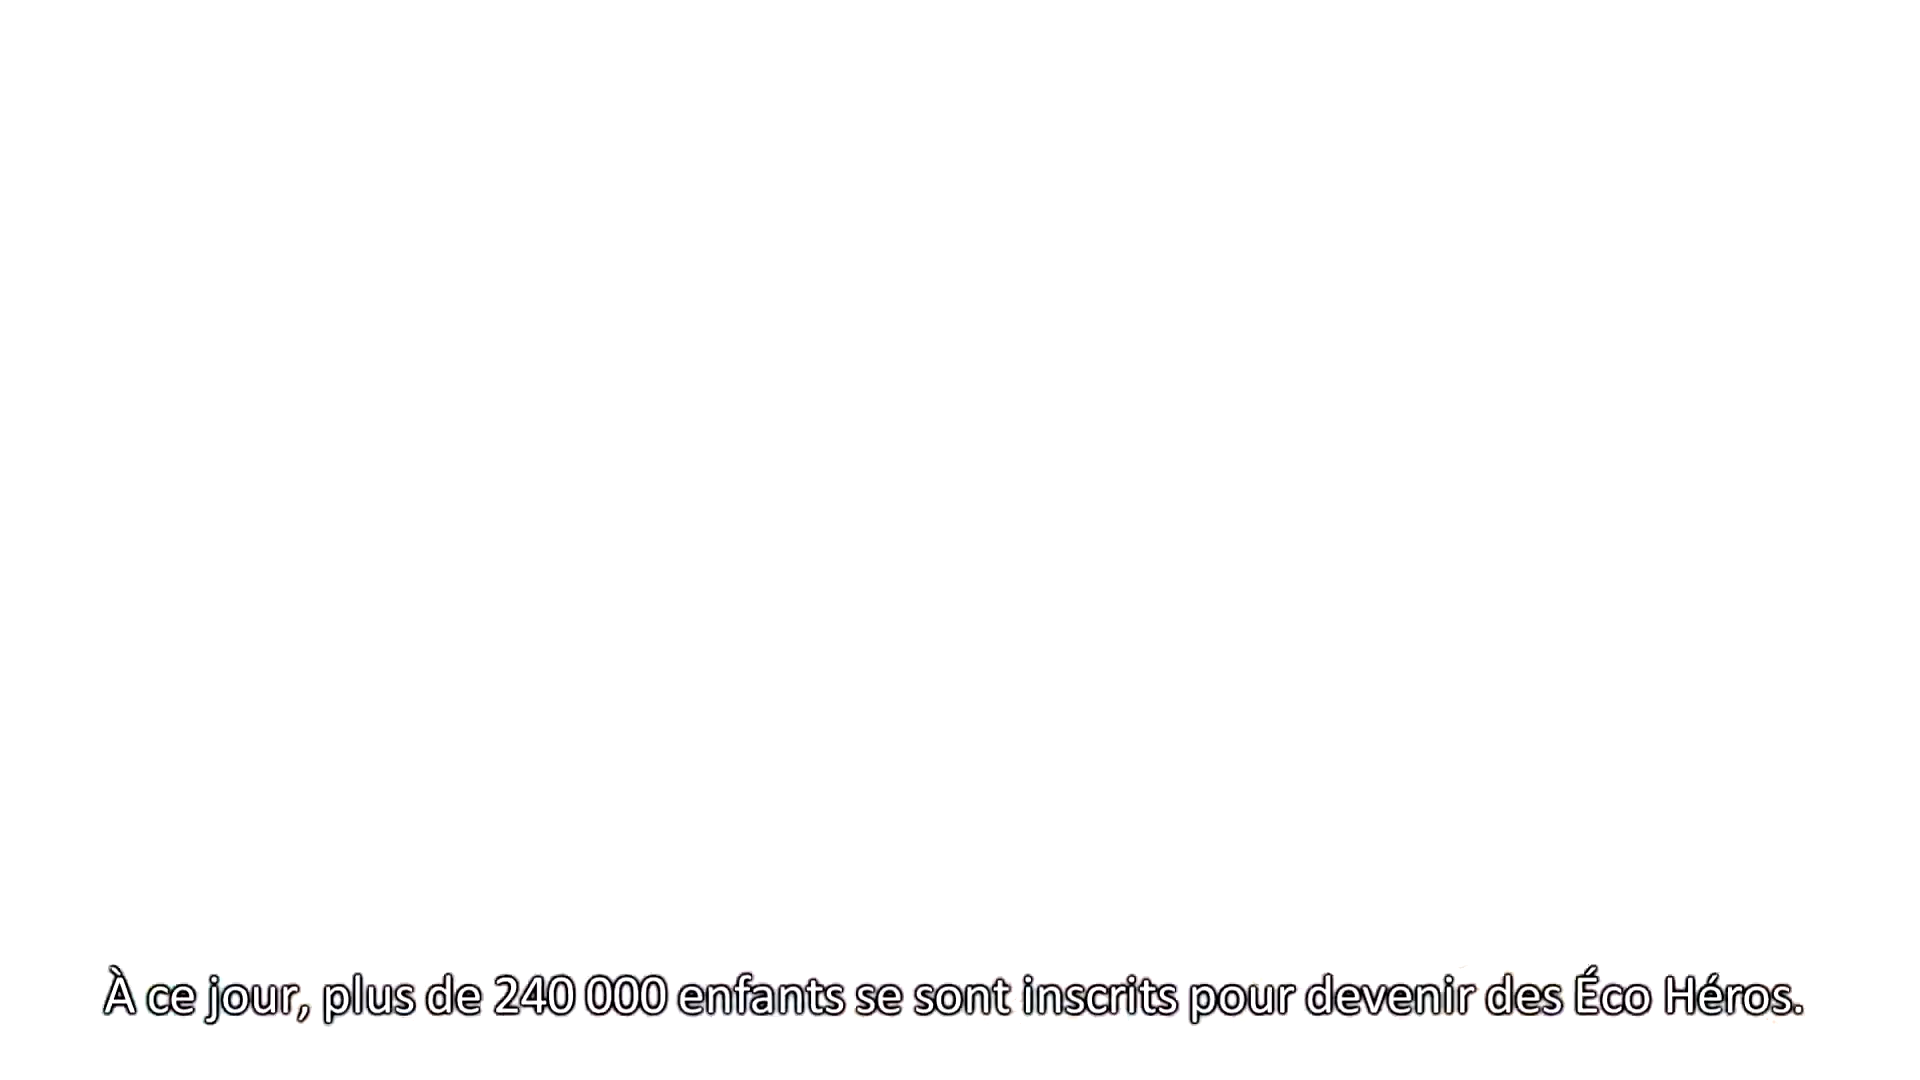 À ce jour, plus de 240 000 enfants se sont inscrits pour devenir des Éco Héros.